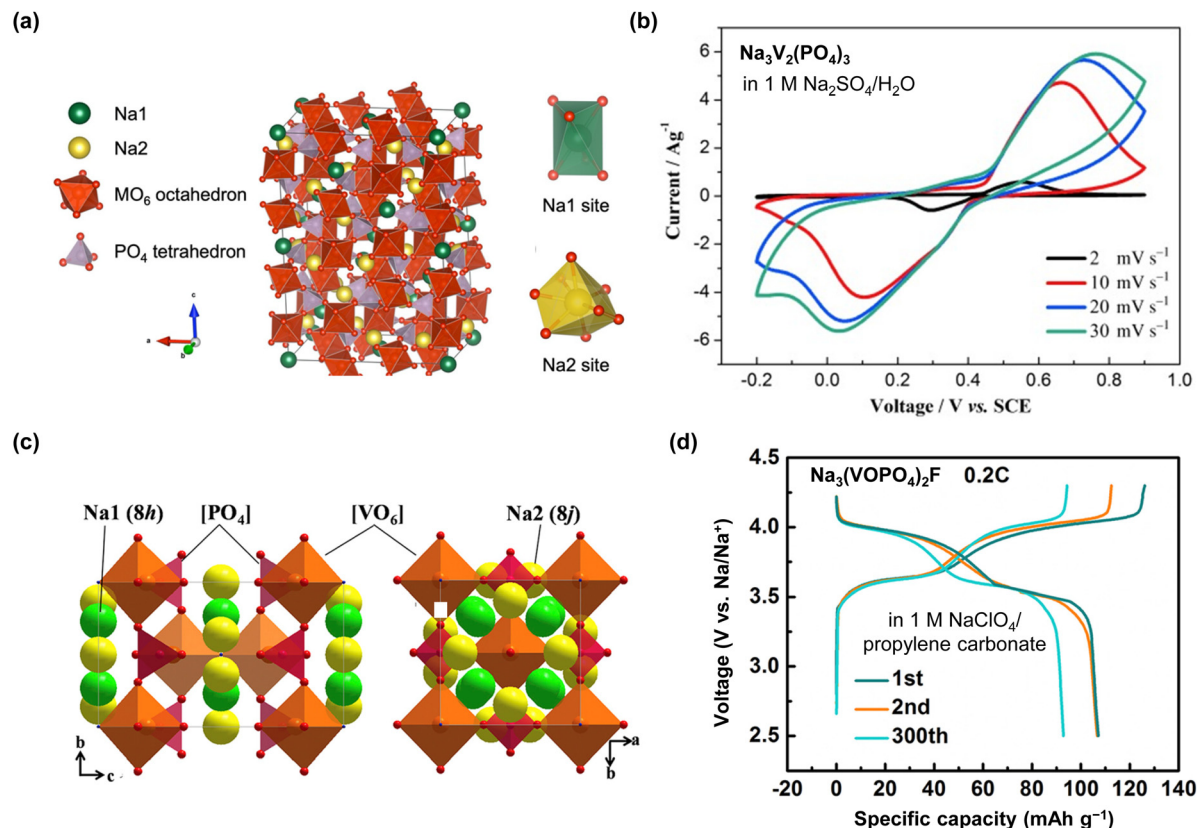 (a)
Na1
Na2
MO₆ octahedron
PO₄ tetrahedron
c
a
b
Na1 site
Na2 site
(b)
Na₃V₂(PO₄)₃
in 1 M Na₂SO₄/H₂O
Current / Ag⁻¹
6
4
2
0
-2
-4
-6
2 mV s⁻¹
10 mV s⁻¹
20 mV s⁻¹
30 mV s⁻¹
-0.2 0.0 0.2 0.4 0.6 0.8 1.0
Voltage / V vs. SCE
(c)
Na1 (8h) [PO₄] [VO₆] Na2 (8j)
b
c
a
b
(d)
Na₃(VOPO₄)₂F 0.2C
Voltage (V vs. Na/Na⁺)
4.5
4.0
3.5
3.0
2.5
in 1 M NaClO₄/
propylene carbonate
1st
2nd
300th
-20 0 20 40 60 80 100 120 140
Specific capacity (mAh g⁻¹)